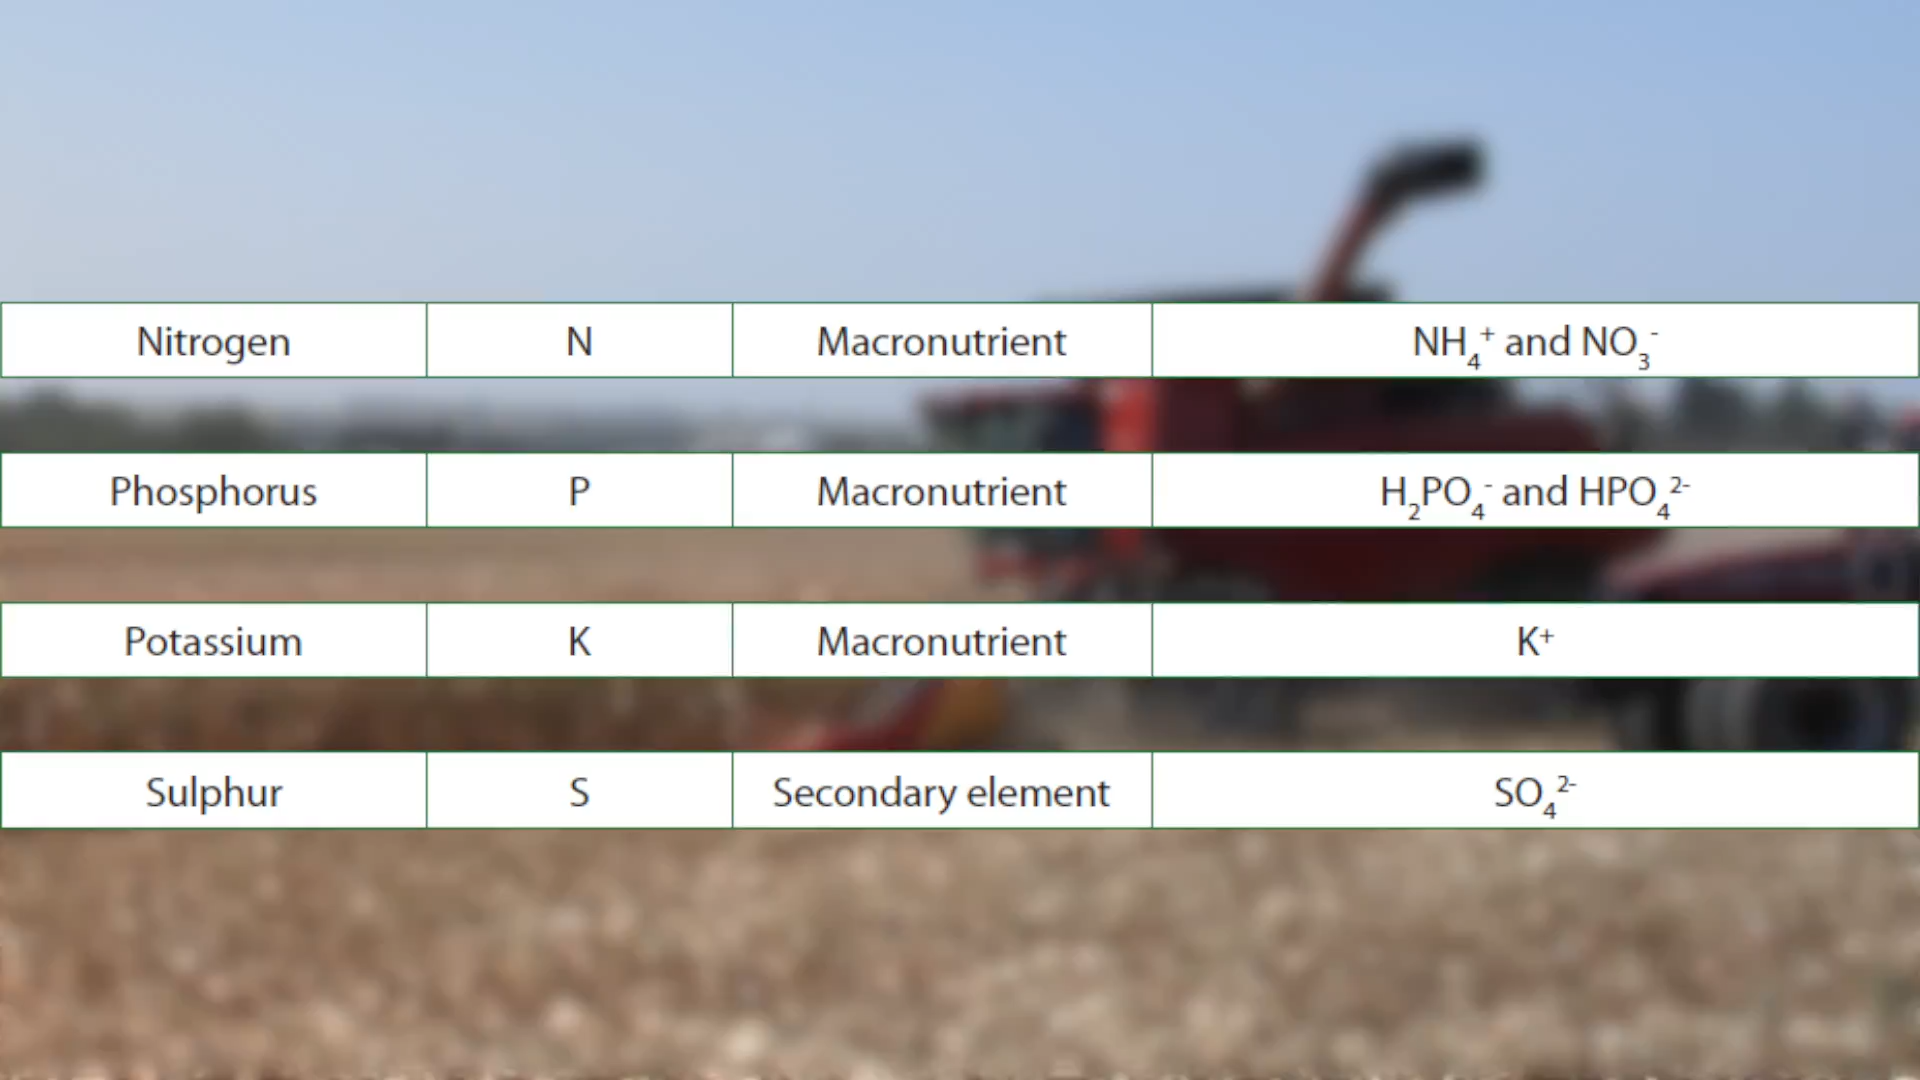 Nitrogen N Macronutrient NH₄⁺ and NO₃⁻
Phosphorus P Macronutrient H₂PO₄⁻ and HPO₄²⁻
Potassium K Macronutrient K⁺
Sulphur S Secondary element SO₄²⁻